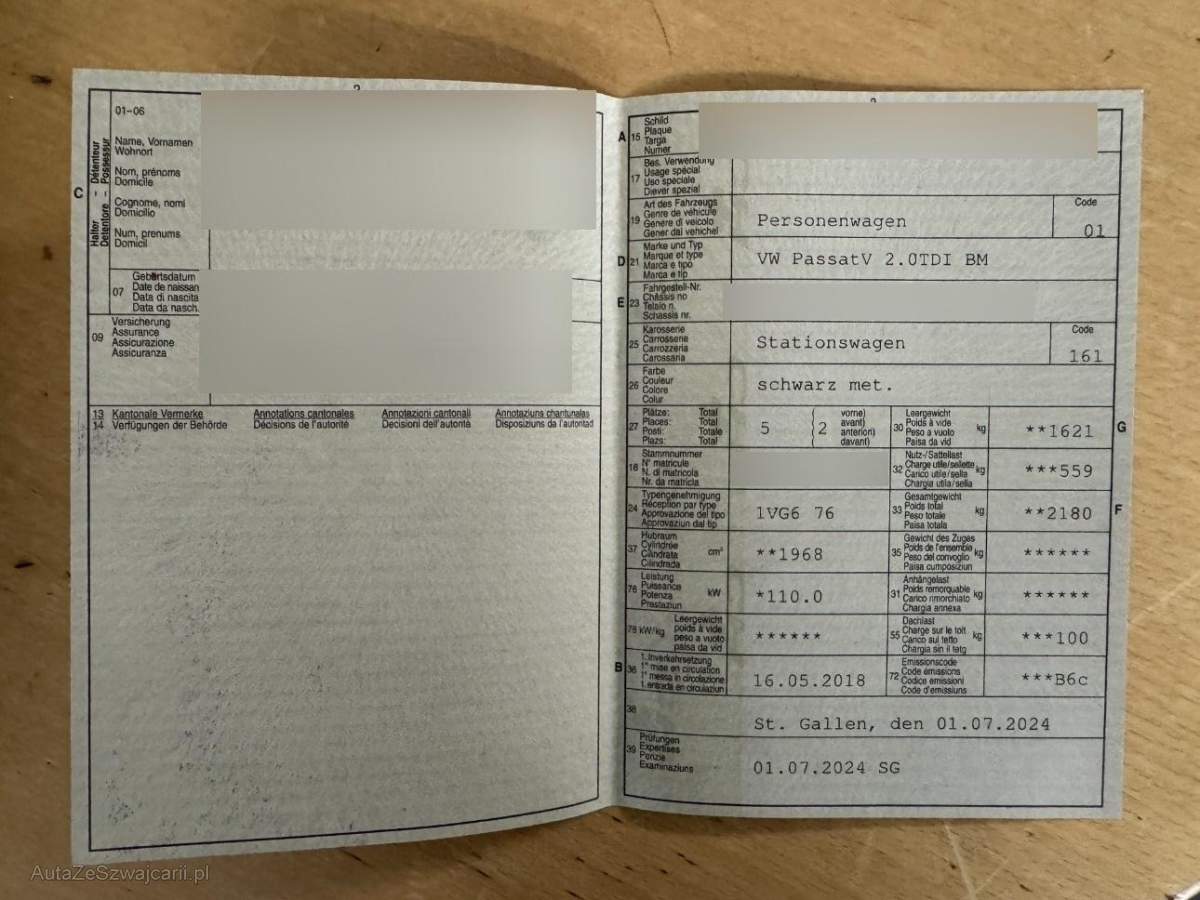 01-06
Halter - Détenteur
Detentore - Possessur
C
Name, Vornamen
Wohnort
Nom, prénoms
Domicile
Cognome, nomi
Domicilio
Num, prenums
Domicil
07
Geburtsdatum
Date de naissan
Data di nascita
Data da nasch.
09
Versicherung
Assurance
Assicurazione
Assicuranza
13 Kantonale Vermerke Annotations cantonales Annotazioni cantonali Annotaziuns chantunales
14 Verfügungen der Behörde Décisions de l'autorité Decisioni dell'autorità Disposiziuns da l'autoritad
A 15
Schild
Plaque
Targa
Numer
17
Bes. Verwendung
Usage spécial
Uso speciale
Diever spezial
19
Art des Fahrzeugs
Genre de véhicule
Genere di veicolo
Gener dal vehichel
Personenwagen
Code
01
D 21
Marke und Typ
Marque et type
Marca e tipo
Marca e tip
VW PassatV 2.0TDI BM
E 23
Fahrgestell-Nr.
Châssis no
Telaio n.
Schassis nr.
25
Karosserie
Carrosserie
Carrozzeria
Carossaria
Stationswagen
Code
161
26
Farbe
Couleur
Colore
Colur
schwarz met.
27
Plätze: Total
Places: Total
Posti: Totale
Plazs: Total
5
2
vorne)
avant)
anteriori)
davant)
30
Leergewicht
Poids à vide
Peso a vuoto
Paisa da vid
kg
**1621
G
18
Stammnummer
N° matricule
N. di matricola
Nr. da matricla
32
Nutz-/Sattellast
Charge utile/sellette
Carico utile/sella
Chargia utila/sella
kg
***559
24
Typengenehmigung
Réception par type
Approvazione del tipo
Approvaziun dal tip
1VG6 76
33
Gesamtgewicht
Poids total
Peso totale
Paisa totala
kg
**2180
F
37
Hubraum
Cylindrée
Cilindrata
Cilindrada
cm³
**1968
35
Gewicht des Zuges
Poids de l'ensemble
Peso del convoglio
Paisa cumposiziun
kg
******
76
Leistung
Puissance
Potenza
Prestaziun
kW
*110.0
31
Anhängelast
Poids remorquable
Carico rimorchiato
Chargia annexa
kg
******
78 kW/kg
Leergewicht
poids à vide
peso a vuoto
paisa da vid
******
55
Dachlast
Charge sur le toit
Carico sul tetto
Chargia sin il tetg
kg
***100
B 36
1. Inverkehrsetzung
1re mise en circulation
1a messa in circolazione
1. entrada en circulaziun
16.05.2018
72
Emissionscode
Code émissions
Codice emissioni
Code d'emissiuns
***B6c
38
St. Gallen, den 01.07.2024
39
Prüfungen
Expertises
Perizie
Examinaziuns
01.07.2024 SG
AutaZeSzwajcarii.pl